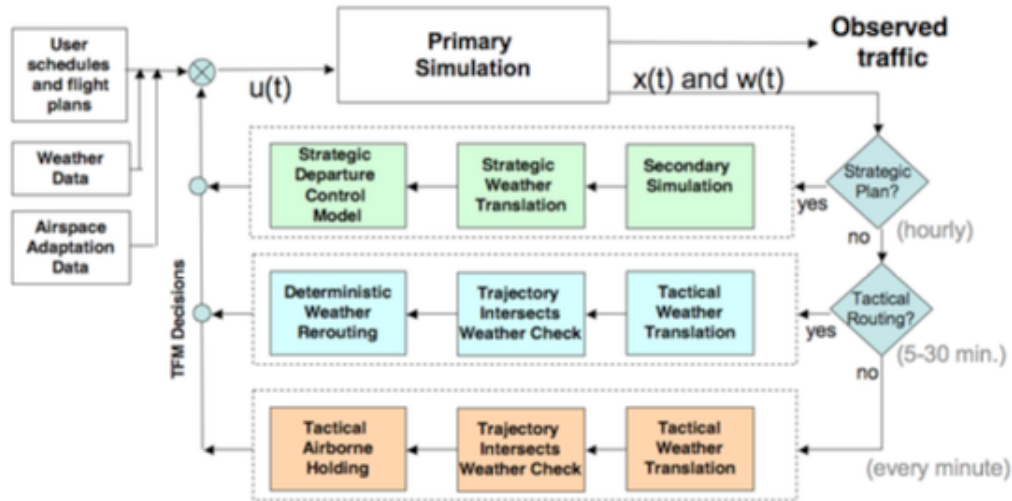 User
schedules
and flight
plans
Weather
Data
Airspace
Adaptation
Data
u(t)
Primary
Simulation
Observed
traffic
x(t) and w(t)
Strategic
Departure
Control
Model
Strategic
Weather
Translation
Secondary
Simulation
yes
Strategic
Plan?
no
(hourly)
TFM Decisions
Deterministic
Weather
Rerouting
Trajectory
Intersects
Weather Check
Tactical
Weather
Translation
yes
Tactical
Routing?
(5-30 min.)
no
Tactical
Airborne
Holding
Trajectory
Intersects
Weather Check
Tactical
Weather
Translation
(every minute)